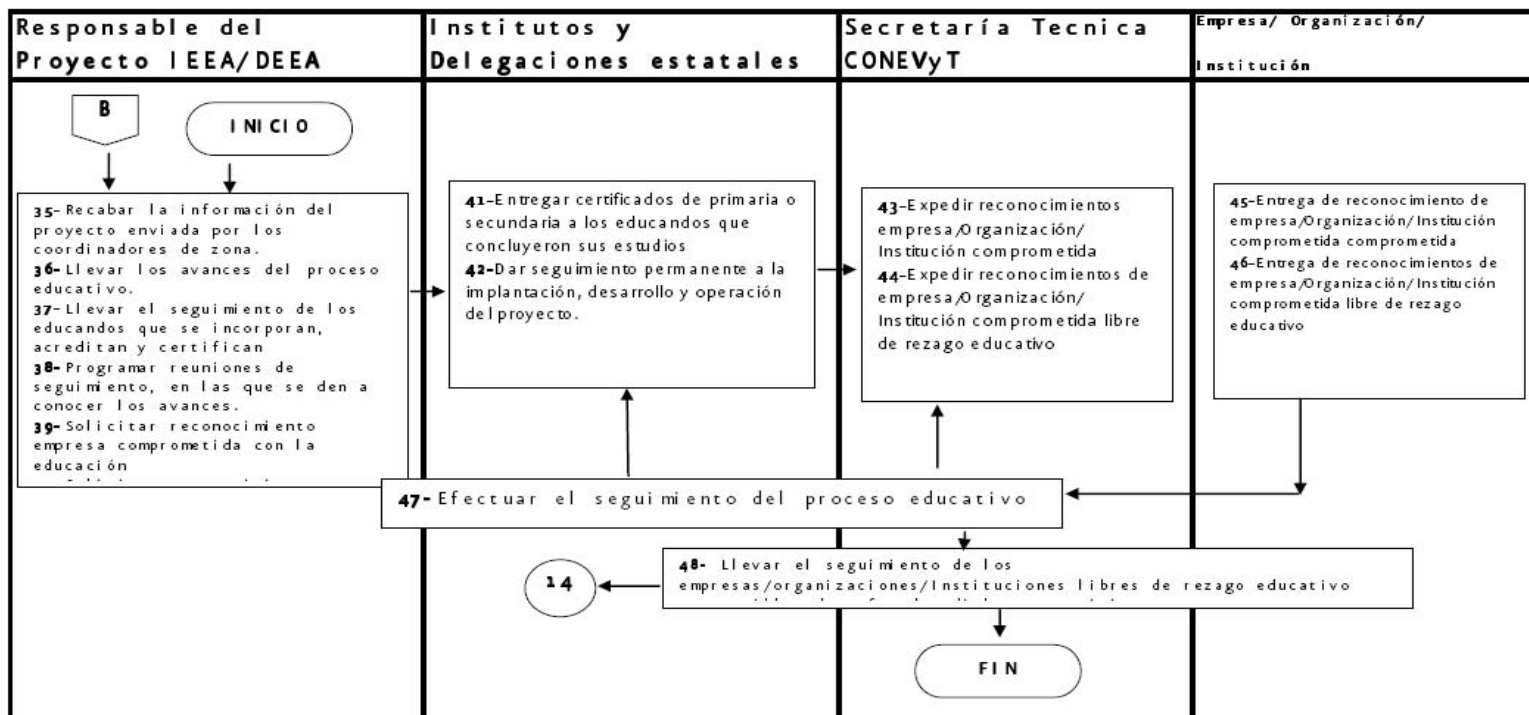 Responsable del
Proyecto IEEA/DEEA
Institutos y
Delegaciones estatales
Secretaría Tecnica
CONEVyT
Empresa/ Organización/
Institución
B
INICIO
35- Recabar la información del
proyecto enviada por los
coordinadores de zona.
36- Llevar los avances del proceso
educativo.
37- Llevar el seguimiento de los
educandos que se incorporan,
acreditan y certifican
38- Programar reuniones de
seguimiento, en las que se den a
conocer los avances.
39- Solicitar reconocimiento
empresa comprometida con la
educación
41-Entregar certificados de primaria o
secundaria a los educandos que
concluyeron sus estudios
42-Dar seguimiento permanente a la
implantación, desarrollo y operación
del proyecto.
43-Expedir reconocimientos
empresa/Organización/
Institución comprometida
44-Expedir reconocimientos de
empresa/Organización/
Institución comprometida libre
de rezago educativo
45-Entrega de reconocimiento de
empresa/Organización/ Institución
comprometida comprometida
46-Entrega de reconocimientos de
empresa/Organización/ Institución
comprometida libre de rezago
educativo
47-Efectuar el seguimiento del proceso educativo
48- Llevar el seguimiento de los
empresas/organizaciones/Instituciones libres de rezago educativo
14
FIN